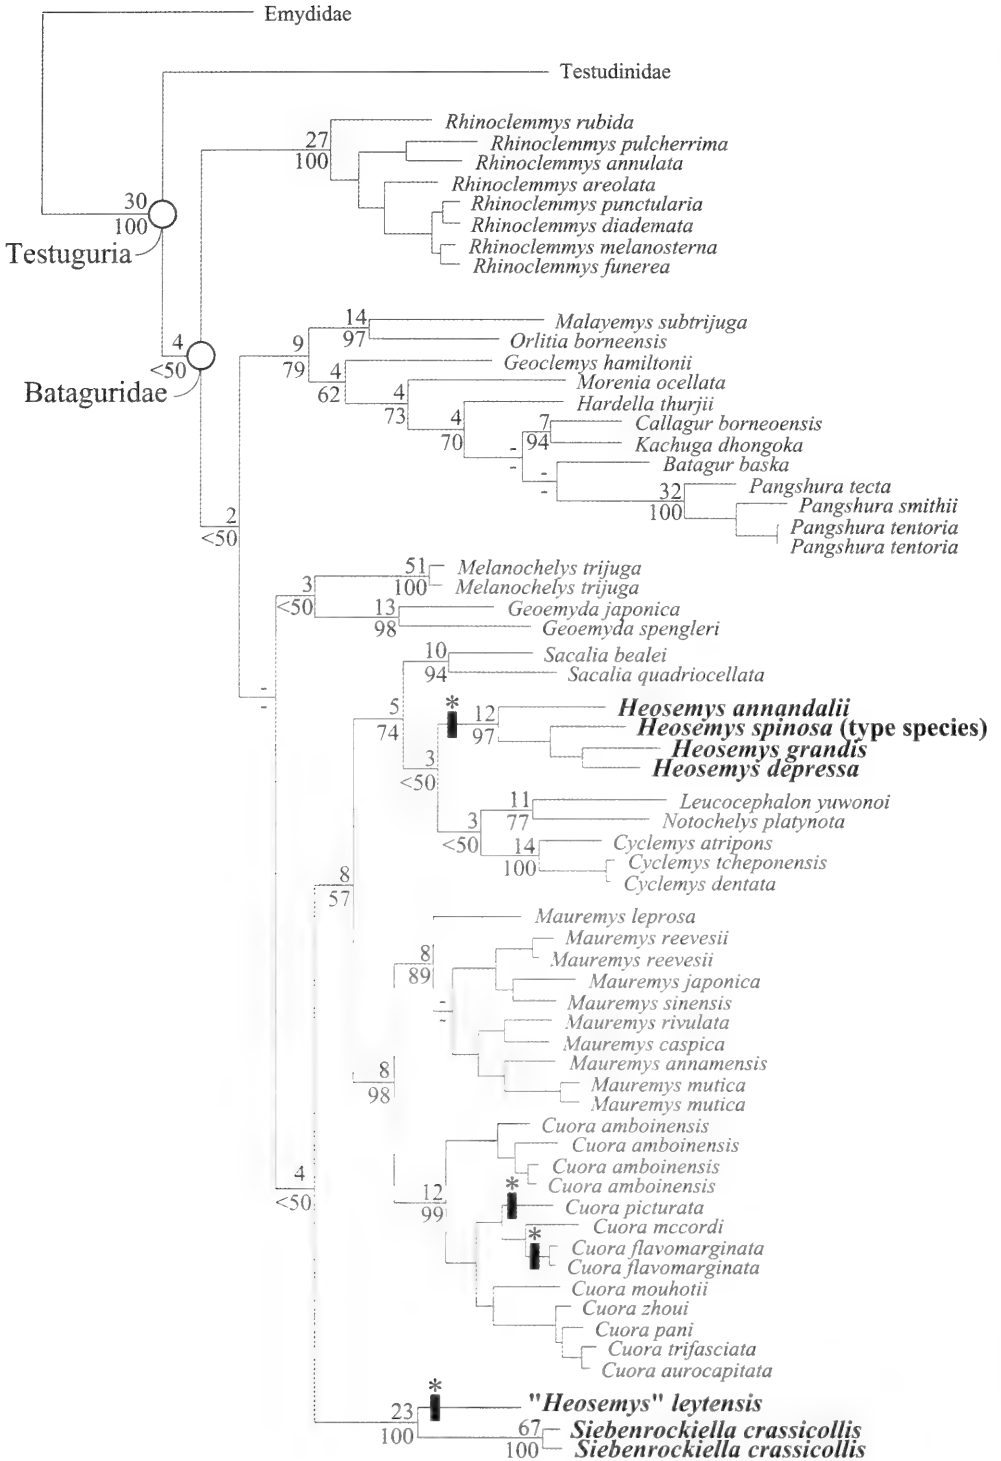 Emydidae
Testudinidae
Rhinoclemmys rubida
27
Rhinoclemmys pulcherrima
100
Rhinoclemmys annulata
Rhinoclemmys areolata
30
Rhinoclemmys punctularia
100
Rhinoclemmys diademata
Testuguria
Rhinoclemmys melanosterna
Rhinoclemmys funerea
14
Malayemys subtrijuga
9
97
Orlitia borneensis
4
<50
Geoclemys hamiltonii
79
4
62
Morenia ocellata
Bataguridae
4
73
Hardella thurjii
4
70
7
Callagur borneoensis
94
Kachuga dhongoka
-
-
Batagur baska
-
-
32
Pangshura tecta
100
Pangshura smithii
2
<50
Pangshura tentoria
Pangshura tentoria
51
Melanochelys trijuga
3
100
Melanochelys trijuga
<50
13
Geoemyda japonica
98
Geoemyda spengleri
10
Sacalia bealei
94
Sacalia quadriocellata
-
-
5
74
*
12
Heosemys annandalii
97
Heosemys spinosa (type species)
Heosemys grandis
3
<50
Heosemys depressa
11
Leucocephalon yuwonoi
3
77
Notochelys platynota
<50
14
Cyclemys atripons
100
Cyclemys tcheponensis
8
57
Cyclemys dentata
Mauremys leprosa
8
Mauremys reevesii
89
Mauremys reevesii
Mauremys japonica
-
-
Mauremys sinensis
Mauremys rivulata
Mauremys caspica
8
98
Mauremys annamensis
Mauremys mutica
Mauremys mutica
Cuora amboinensis
Cuora amboinensis
4
<50
Cuora amboinensis
12
99
*
Cuora amboinensis
Cuora picturata
Cuora mccordi
*
Cuora flavomarginata
Cuora flavomarginata
Cuora mouhotii
Cuora zhoui
Cuora pani
Cuora trifasciata
Cuora aurocapitata
*
23
"Heosemys" leytensis
100
67
Siebenrockiella crassicollis
100
Siebenrockiella crassicollis